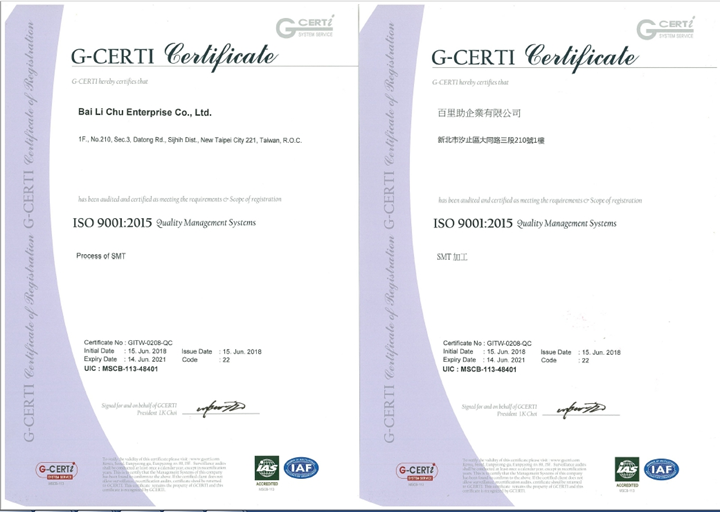 G CERTi
SYSTEM SERVICE
G-CERTI Certificate
G-CERTI hereby certifies that
Bai Li Chu Enterprise Co., Ltd.
1F., No.210, Sec.3, Datong Rd., Sijhih Dist., New Taipei City 221, Taiwan, R.O.C.
has been audited and certified as meeting the requirements & Scope of registration
ISO 9001:2015 Quality Management Systems
Process of SMT
Certificate No : GITW-0208-QC
Initial Date : 15. Jun. 2018 Issue Date : 15. Jun. 2018
Expiry Date : 14. Jun. 2021 Code : 22
UIC : MSCB-113-48401
Signed for and on behalf of GCERTI
President I.K Choi
G-CERTI
SYSTEM SERVICE
IAS
ACCREDITED
IAF
G-CERTI Certificate of Registration G-CERTI Certificate of Registration
G CERTi
SYSTEM SERVICE
G-CERTI Certificate
G-CERTI hereby certifies that
百里助企業有限公司
新北市汐止區大同路三段210號1樓
has been audited and certified as meeting the requirements & Scope of registration
ISO 9001:2015 Quality Management Systems
SMT 加工
Certificate No : GITW-0208-QC
Initial Date : 15. Jun. 2018 Issue Date : 15. Jun. 2018
Expiry Date : 14. Jun. 2021 Code : 22
UIC : MSCB-113-48401
Signed for and on behalf of GCERTI
President I.K Choi
G-CERTI
SYSTEM SERVICE
IAS
ACCREDITED
IAF
G-CERTI Certificate of Registration G-CERTI Certificate of Registration